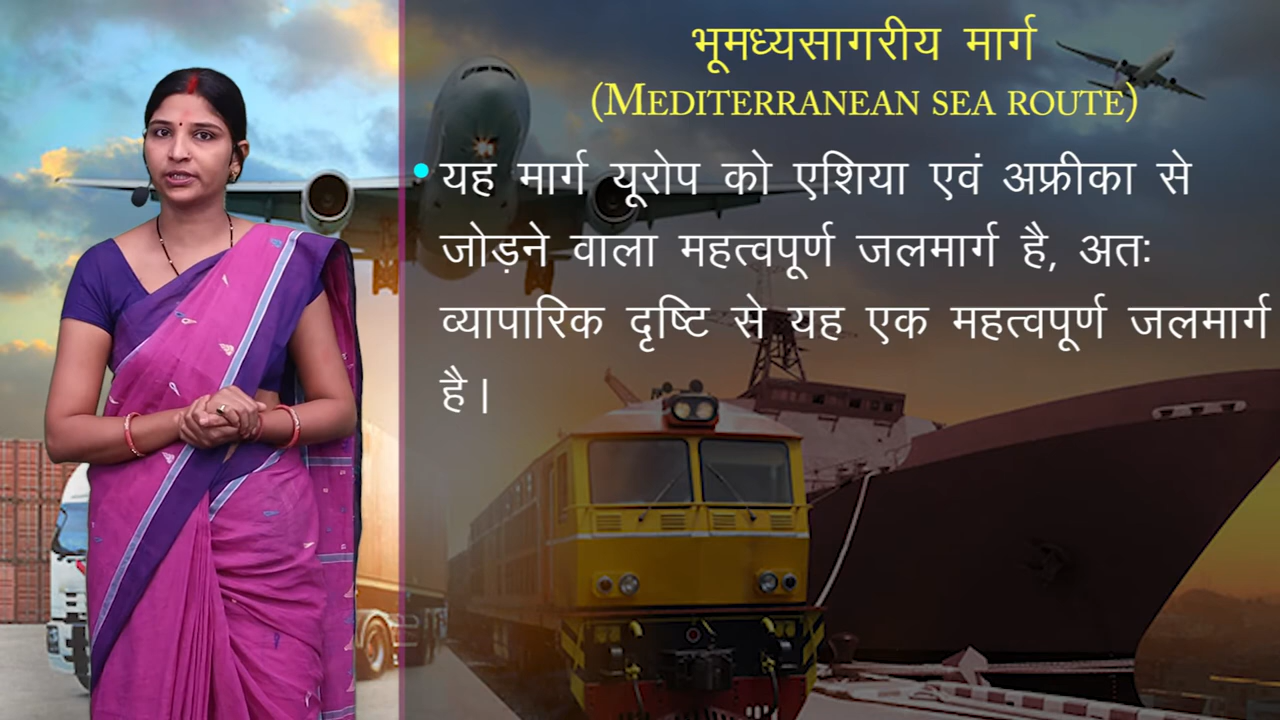 भूमध्यसागरीय मार्ग
(MEDITERRANEAN SEA ROUTE)
• यह मार्ग यूरोप को एशिया एवं अफ्रीका से
जोड़ने वाला महत्वपूर्ण जलमार्ग है, अतः
व्यापारिक दृष्टि से यह एक महत्वपूर्ण जलमार्ग
है।